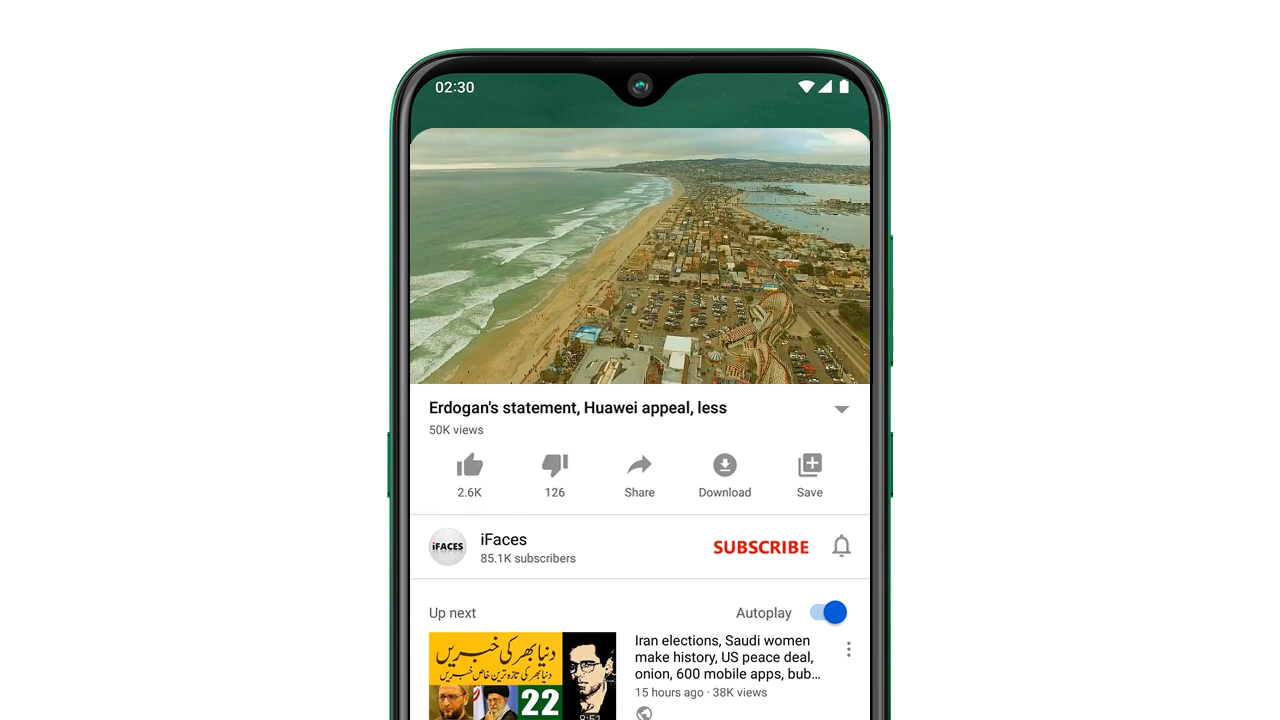 02:30
Erdogan's statement, Huawei appeal, less
50K views
2.6K
126
Share
Download
Save
iFACES
iFaces
85.1K subscribers
SUBSCRIBE
Up next
Autoplay
دنیا بھر کی خبریں
دنیا بھر کی تازہ ترین خاص خبریں
22
8:51
Iran elections, Saudi women
make history, US peace deal,
onion, 600 mobile apps, bub...
15 hours ago · 38K views